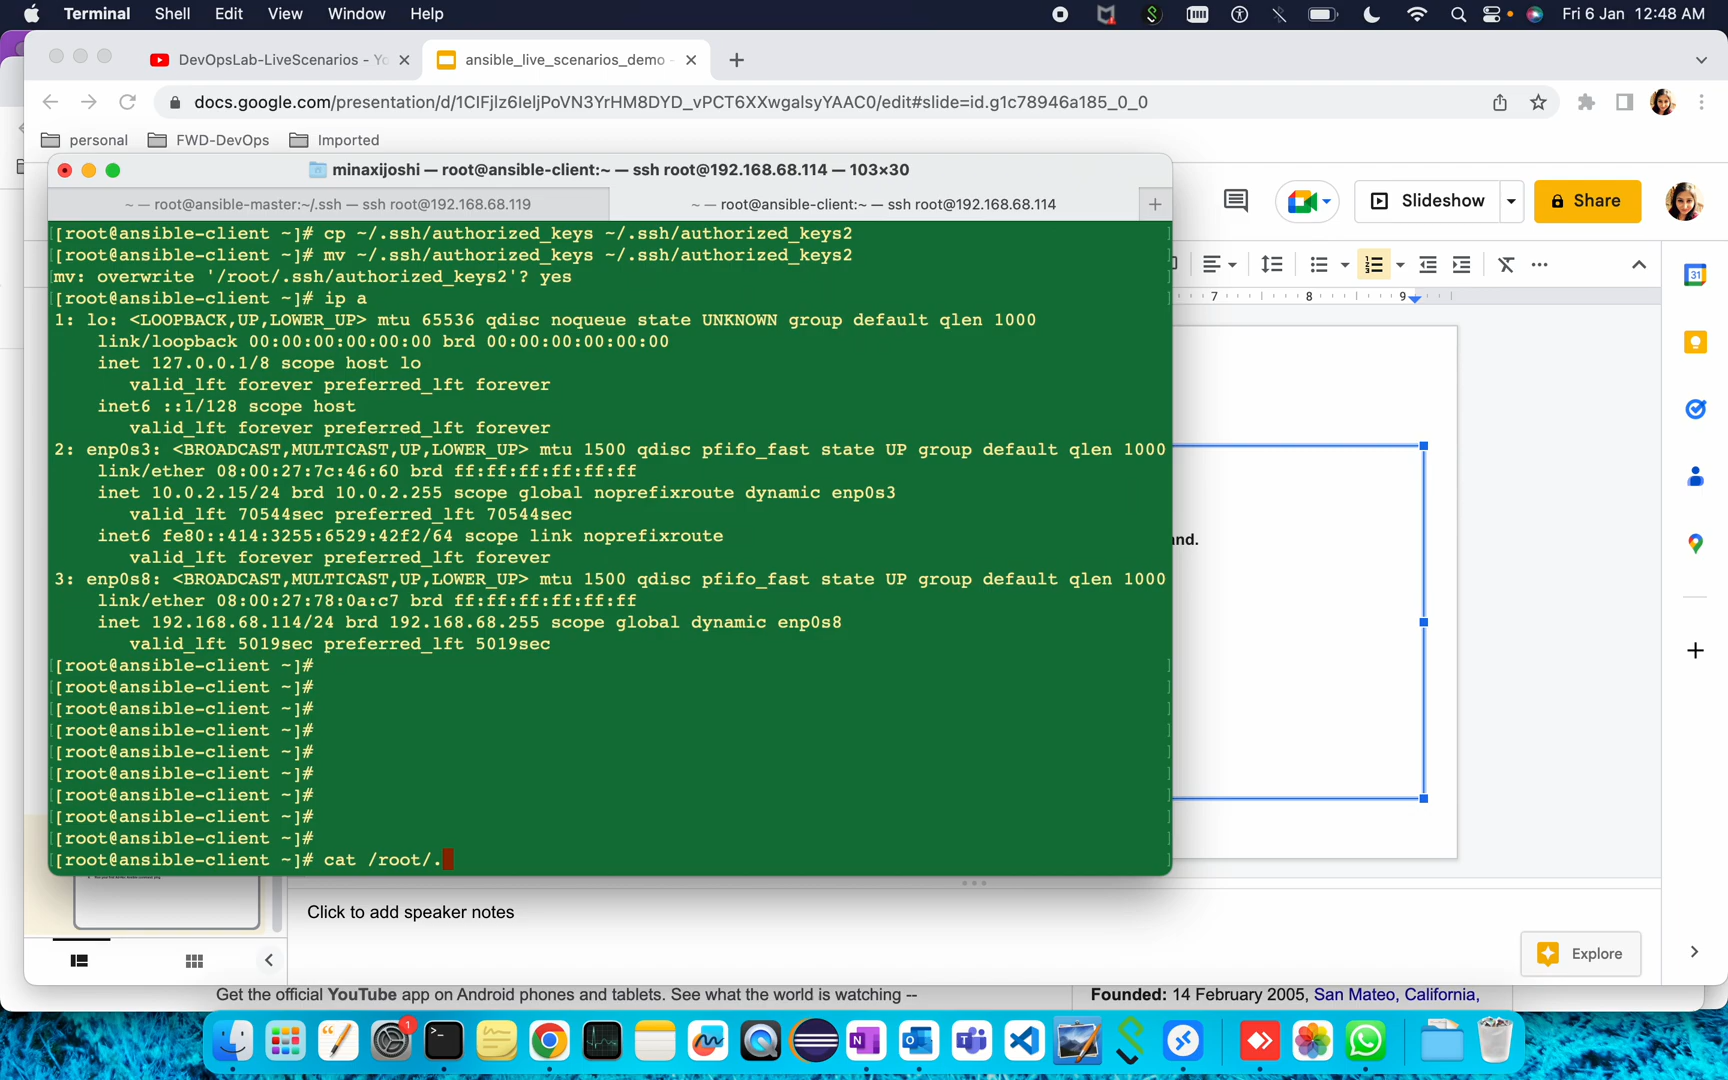 Terminal Shell Edit View Window Help Fri 6 Jan 12:48 AM
DevOpsLab-LiveScenarios - Yo
ansible_live_scenarios_demo -
docs.google.com/presentation/d/1CIFjlz6IeljPoVN3YrHM8DYD_vPCT6XXwgalsyYAAC0/edit#slide=id.g1c78946a185_0_0
personal FWD-DevOps Imported
minaxijoshi — root@ansible-client:~ — ssh root@192.168.68.114 — 103×30
~ — root@ansible-master:~/.ssh — ssh root@192.168.68.119
~ — root@ansible-client:~ — ssh root@192.168.68.114
Slideshow
Share
[root@ansible-client ~]# cp ~/.ssh/authorized_keys ~/.ssh/authorized_keys2
[root@ansible-client ~]# mv ~/.ssh/authorized_keys ~/.ssh/authorized_keys2
mv: overwrite '/root/.ssh/authorized_keys2'? yes
[root@ansible-client ~]# ip a
1: lo: <LOOPBACK,UP,LOWER_UP> mtu 65536 qdisc noqueue state UNKNOWN group default qlen 1000
link/loopback 00:00:00:00:00:00 brd 00:00:00:00:00:00
inet 127.0.0.1/8 scope host lo
valid_lft forever preferred_lft forever
inet6 ::1/128 scope host
valid_lft forever preferred_lft forever
2: enp0s3: <BROADCAST,MULTICAST,UP,LOWER_UP> mtu 1500 qdisc pfifo_fast state UP group default qlen 1000
link/ether 08:00:27:7c:46:60 brd ff:ff:ff:ff:ff:ff
inet 10.0.2.15/24 brd 10.0.2.255 scope global noprefixroute dynamic enp0s3
valid_lft 70544sec preferred_lft 70544sec
inet6 fe80::414:3255:6529:42f2/64 scope link noprefixroute
valid_lft forever preferred_lft forever
3: enp0s8: <BROADCAST,MULTICAST,UP,LOWER_UP> mtu 1500 qdisc pfifo_fast state UP group default qlen 1000
link/ether 08:00:27:78:0a:c7 brd ff:ff:ff:ff:ff:ff
inet 192.168.68.114/24 brd 192.168.68.255 scope global dynamic enp0s8
valid_lft 5019sec preferred_lft 5019sec
[root@ansible-client ~]#
[root@ansible-client ~]#
[root@ansible-client ~]#
[root@ansible-client ~]#
[root@ansible-client ~]#
[root@ansible-client ~]#
[root@ansible-client ~]#
[root@ansible-client ~]#
[root@ansible-client ~]#
[root@ansible-client ~]# cat /root/.
7 8 9
31
and.
Click to add speaker notes
Explore
Get the official YouTube app on Android phones and tablets. See what the world is watching --
Founded: 14 February 2005, San Mateo, California,
1